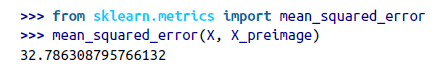 >>> from sklearn.metrics import mean_squared_error
>>> mean_squared_error(X, X_preimage)
32.786308795766132